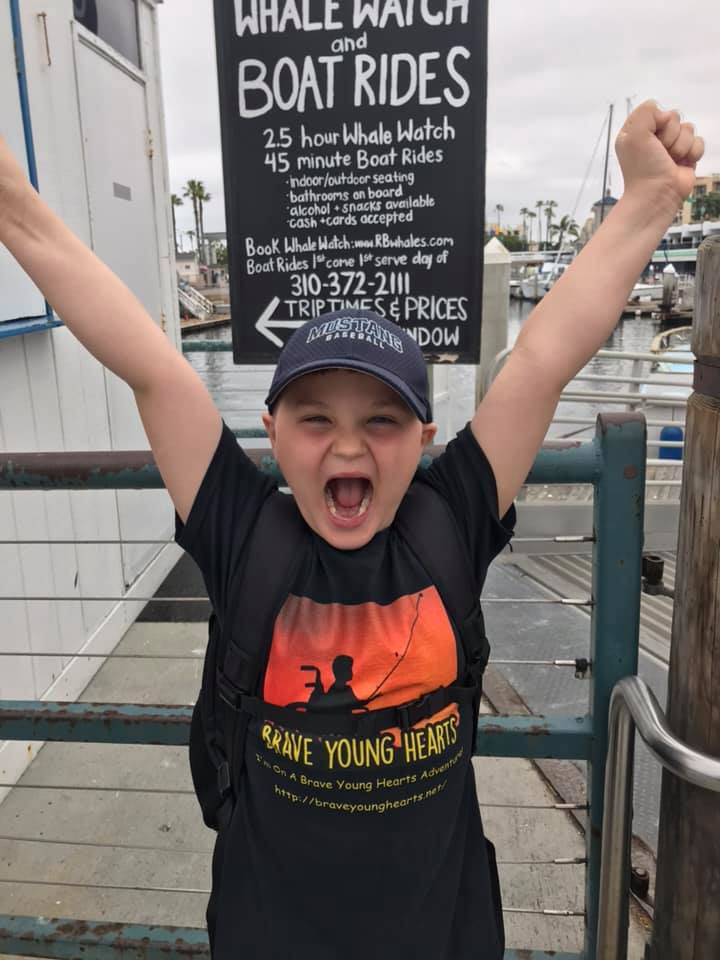 WHALE WATCH
and
BOAT RIDES
2.5 hour Whale Watch
45 minute Boat Rides
·indoor/outdoor seating
·bathrooms on board
·alcohol + snacks available
·cash + cards accepted
Book Whale Watch: www.RBwhales.com
Boat Rides 1st come 1st serve day of
310-372-2111
TRIP TIMES & PRICES
MUSTANG
BASEBALL
BRAVE YOUNG HEARTS
I'm On A Brave Young Hearts Adventure
http://braveyounghearts.net/